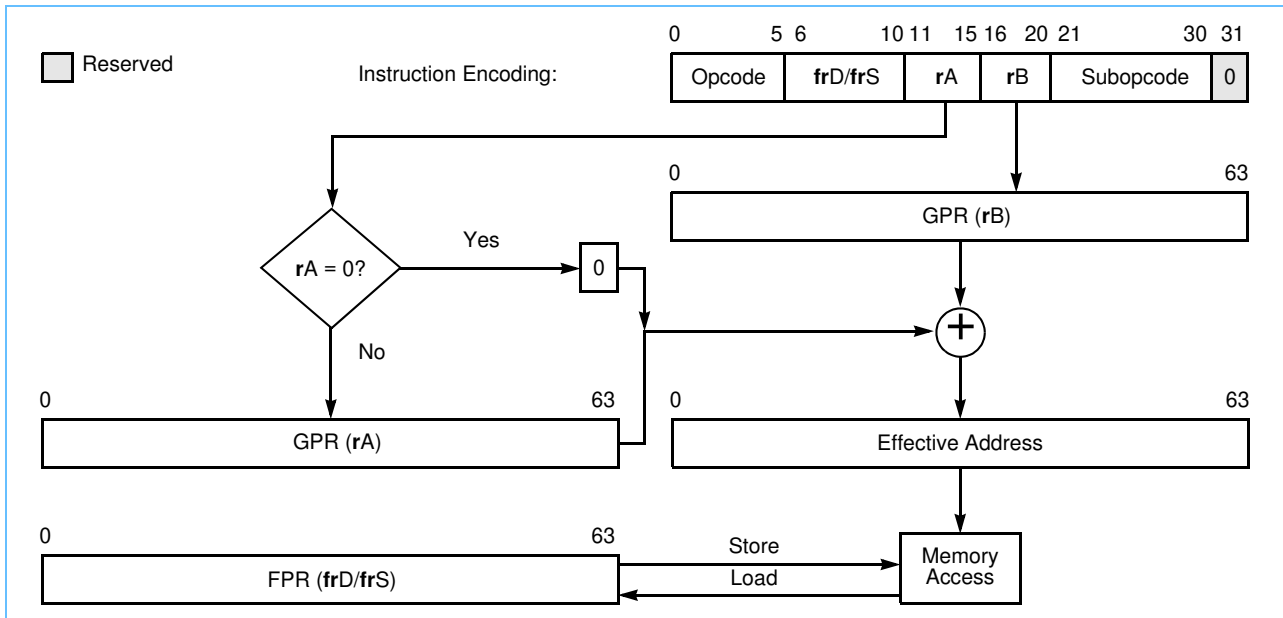 0 5 6 10 11 15 16 20 21 30 31
Reserved
Instruction Encoding:
Opcode frD/frS rA rB Subopcode 0
0 63
GPR (rB)
Yes
rA = 0?
0
+
No
0 63
GPR (rA)
0 63
Effective Address
0 63
FPR (frD/frS)
Store
Load
Memory
Access